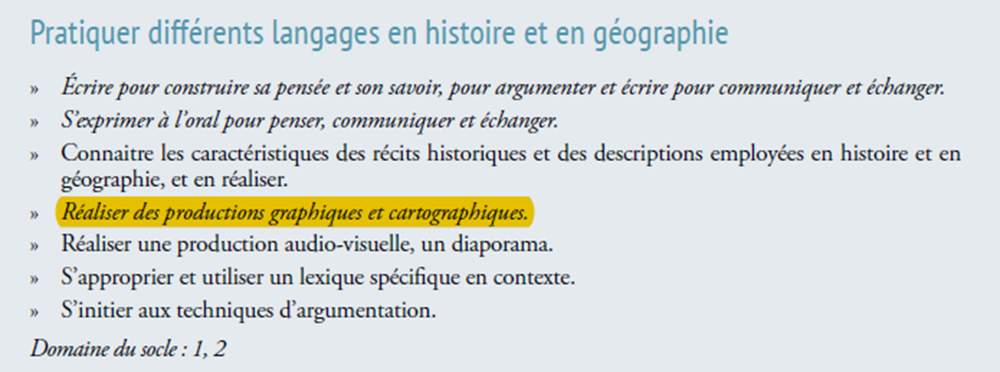 Pratiquer différents langages en histoire et en géographie
» Écrire pour construire sa pensée et son savoir, pour argumenter et écrire pour communiquer et échanger.
» S’exprimer à l’oral pour penser, communiquer et échanger.
» Connaitre les caractéristiques des récits historiques et des descriptions employées en histoire et en
géographie, et en réaliser.
» Réaliser des productions graphiques et cartographiques.
» Réaliser une production audio-visuelle, un diaporama.
» S’approprier et utiliser un lexique spécifique en contexte.
» S’initier aux techniques d’argumentation.
Domaine du socle : 1, 2